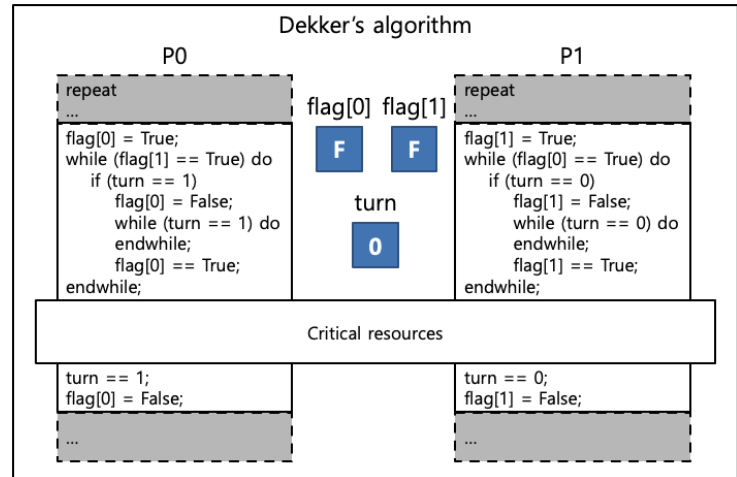 Dekker's algorithm
P0
repeat
...
flag[0] = True;
while (flag[1] == True) do
if (turn == 1)
flag[0] = False;
while (turn == 1) do
endwhile;
flag[0] == True;
endwhile;
flag[0] flag[1]
F F
turn
0
P1
repeat
...
flag[1] = True;
while (flag[0] == True) do
if (turn == 0)
flag[1] = False;
while (turn == 0) do
endwhile;
flag[1] == True;
endwhile;
Critical resources
turn == 1;
flag[0] = False;
...
turn == 0;
flag[1] = False;
...